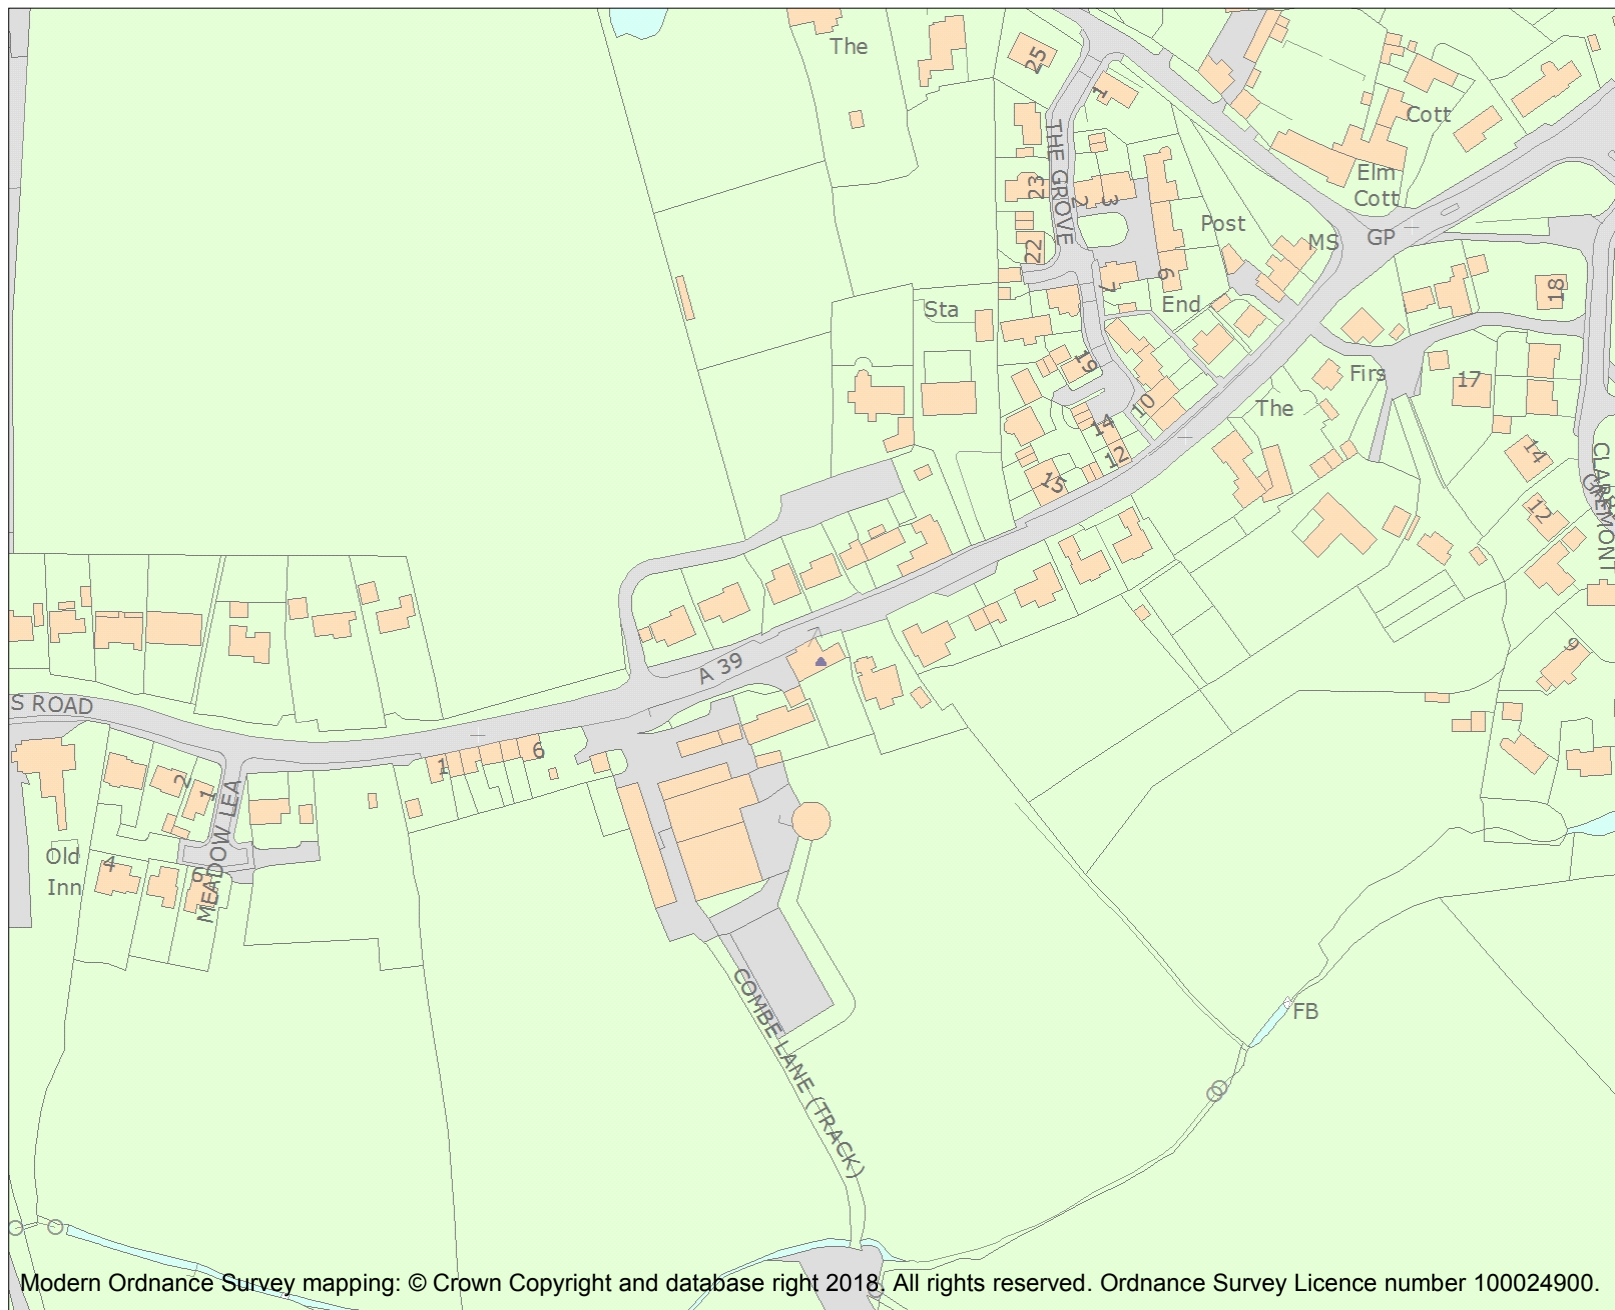 The
25
1
Cott
THE GROVE
Elm
Cott
23
2
3
Post
MS
GP
22
6
7
End
18
Sta
19
Firs
17
10
The
14
14
12
15
12
CLAREMONT
9
A 39
S ROAD
1
6
2
1
MEADOW LEA
Old
Inn
4
6
COMBE LANE (TRACK)
FB
Modern Ordnance Survey mapping: © Crown Copyright and database right 2018. All rights reserved. Ordnance Survey Licence number 100024900.